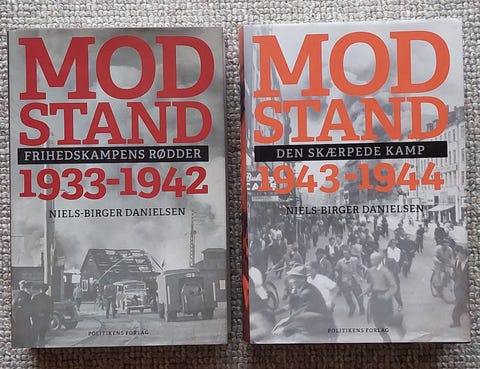 MOD
STAND
FRIHEDSKAMPENS RØDDER
1933-1942
NIELS-BIRGER DANIELSEN
POLITIKENS FORLAG
MOD
STAND
DEN SKÆRPEDE KAMP
1943-1944
NIELS-BIRGER DANIELSEN
POLITIKENS FORLAG